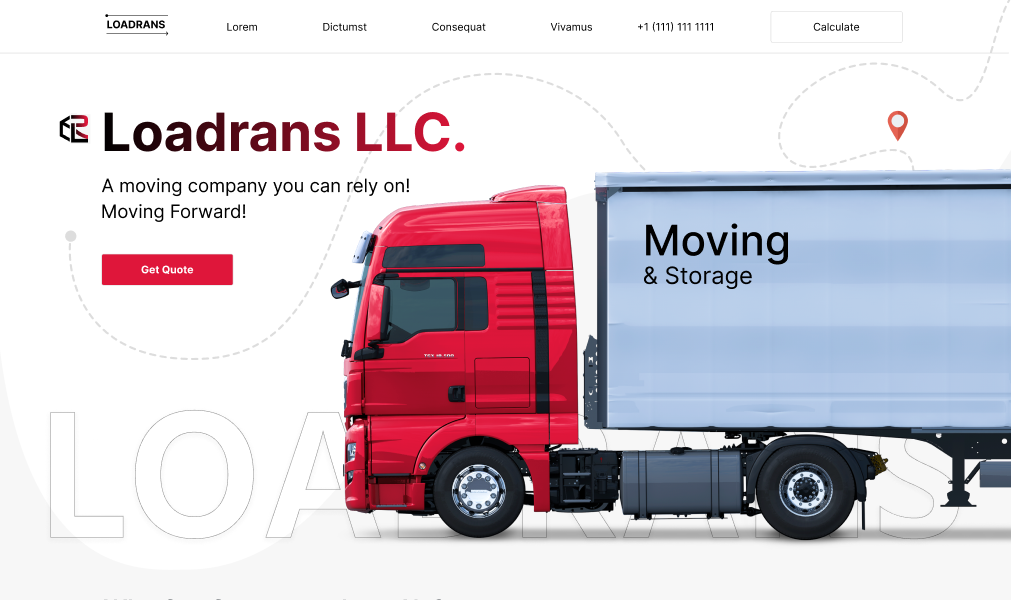 LOADRANS
Lorem
Dictumst
Consequat
Vivamus
+1 (111) 111 1111
Calculate
Loadrans LLC.
A moving company you can rely on!
Moving Forward!
Get Quote
Moving
& Storage
LOADRANS